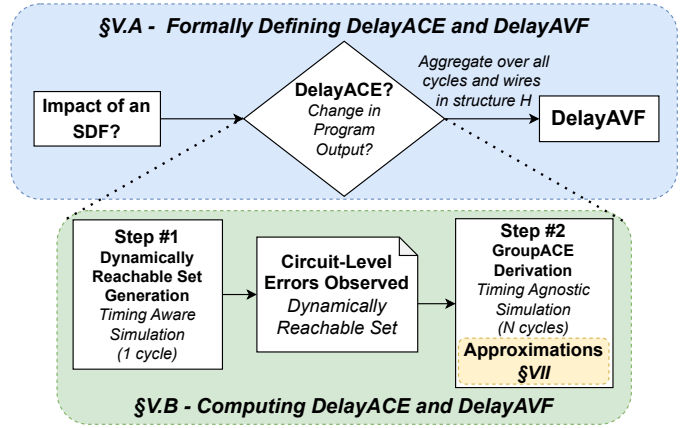 §V.A - Formally Defining DelayACE and DelayAVF
Impact of an
SDF?
DelayACE?
Change in
Program
Output?
Aggregate over all
cycles and wires
in structure H
DelayAVF
Step #1
Dynamically
Reachable Set
Generation
Timing Aware
Simulation
(1 cycle)
Circuit-Level
Errors Observed
Dynamically
Reachable Set
Step #2
GroupACE
Derivation
Timing Agnostic
Simulation
(N cycles)
Approximations
§VII
§V.B - Computing DelayACE and DelayAVF